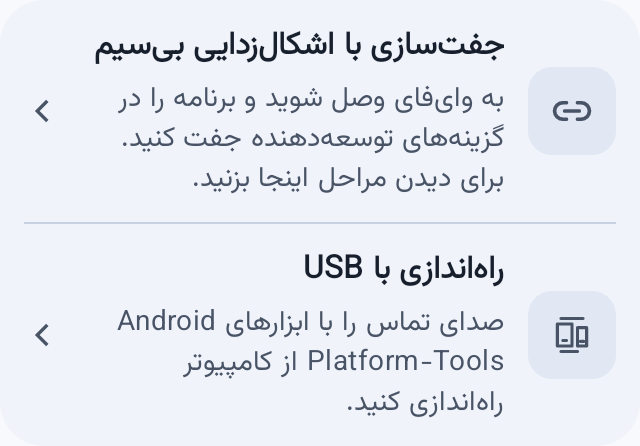 جفت‌سازی با اشکال‌زدایی بی‌سیم
به وای‌فای وصل شوید و برنامه را در
گزینه‌های توسعه‌دهنده جفت کنید.
برای دیدن مراحل اینجا بزنید.
راه‌اندازی با USB
صدای تماس را با ابزارهای Android
Platform-Tools از کامپیوتر
راه‌اندازی کنید.